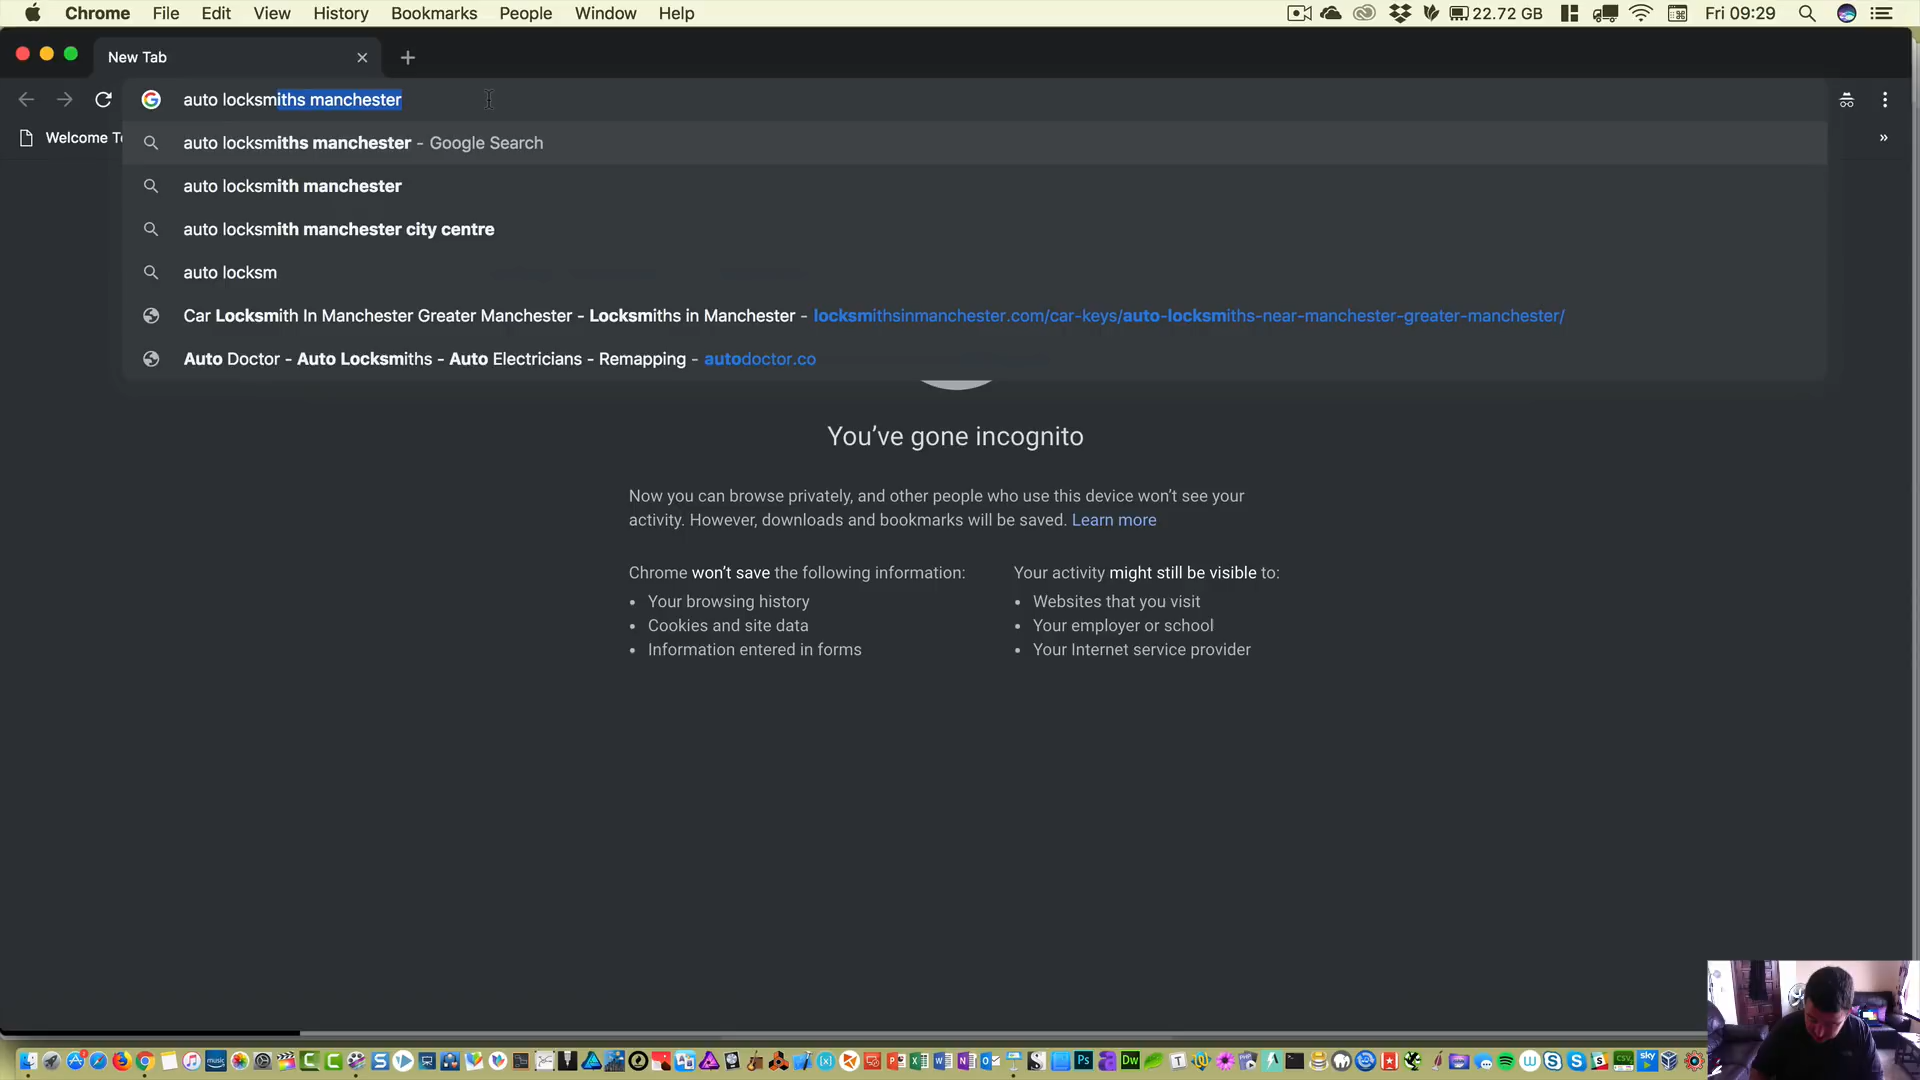 Chrome File Edit View History Bookmarks People Window Help 22.72 GB Fri 09:29
New Tab
auto locksmiths manchester
Welcome To
auto locksmiths manchester - Google Search
auto locksmith manchester
auto locksmith manchester city centre
auto locksm
Car Locksmith In Manchester Greater Manchester - Locksmiths in Manchester - locksmithsinmanchester.com/car-keys/auto-locksmiths-near-manchester-greater-manchester/
Auto Doctor - Auto Locksmiths - Auto Electricians - Remapping - autodoctor.co
You've gone incognito
Now you can browse privately, and other people who use this device won't see your
activity. However, downloads and bookmarks will be saved. Learn more
Chrome won't save the following information:
• Your browsing history
• Cookies and site data
• Information entered in forms
Your activity might still be visible to:
• Websites that you visit
• Your employer or school
• Your Internet service provider
music Ps Dw T W sky